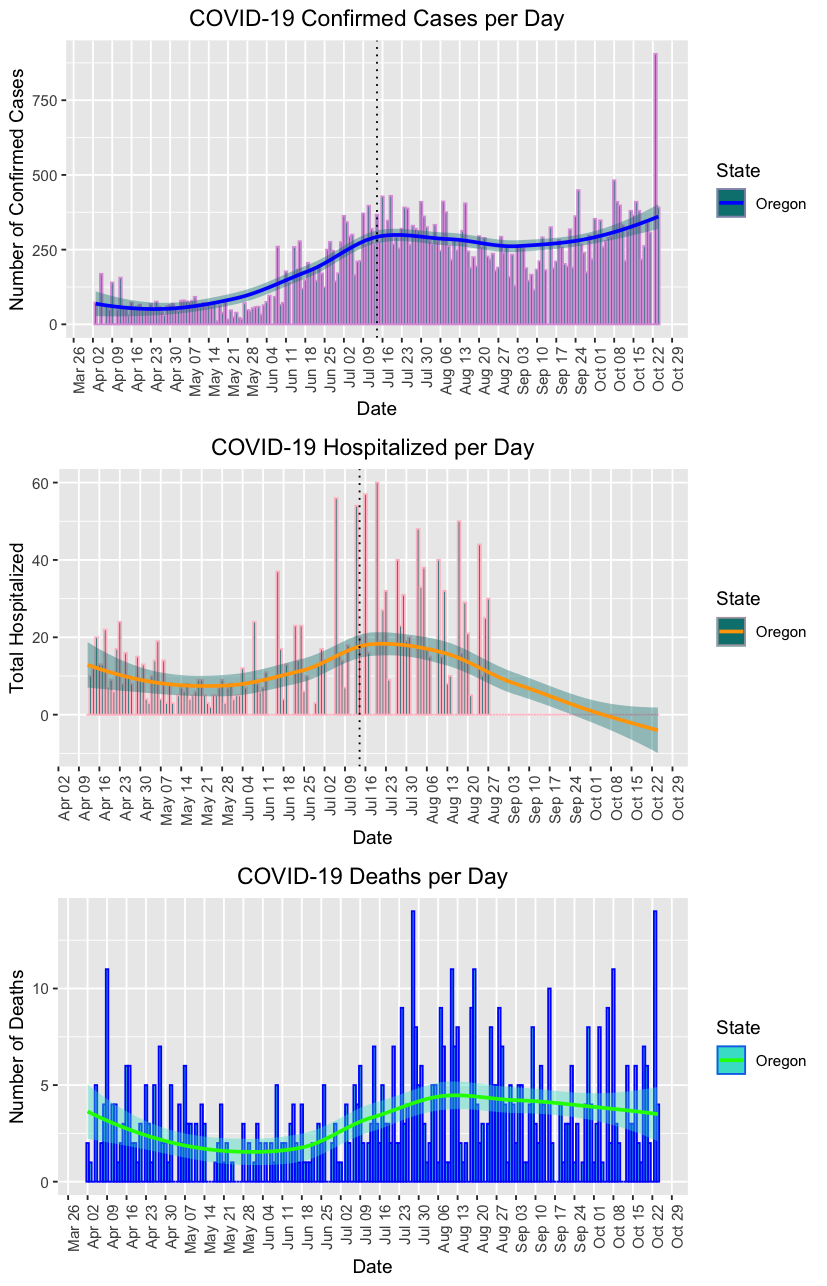 COVID-19 Confirmed Cases per Day
Number of Confirmed Cases
750
500
250
0
Mar 26
Apr 02
Apr 09
Apr 16
Apr 23
Apr 30
May 07
May 14
May 21
May 28
Jun 04
Jun 11
Jun 18
Jun 25
Jul 02
Jul 09
Jul 16
Jul 23
Jul 30
Aug 06
Aug 13
Aug 20
Aug 27
Sep 03
Sep 10
Sep 17
Sep 24
Oct 01
Oct 08
Oct 15
Oct 22
Oct 29
Date
State
Oregon
COVID-19 Hospitalized per Day
Total Hospitalized
60
40
20
0
Apr 02
Apr 09
Apr 16
Apr 23
Apr 30
May 07
May 14
May 21
May 28
Jun 04
Jun 11
Jun 18
Jun 25
Jul 02
Jul 09
Jul 16
Jul 23
Jul 30
Aug 06
Aug 13
Aug 20
Aug 27
Sep 03
Sep 10
Sep 17
Sep 24
Oct 01
Oct 08
Oct 15
Oct 22
Oct 29
Date
State
Oregon
COVID-19 Deaths per Day
Number of Deaths
10
5
0
Mar 26
Apr 02
Apr 09
Apr 16
Apr 23
Apr 30
May 07
May 14
May 21
May 28
Jun 04
Jun 11
Jun 18
Jun 25
Jul 02
Jul 09
Jul 16
Jul 23
Jul 30
Aug 06
Aug 13
Aug 20
Aug 27
Sep 03
Sep 10
Sep 17
Sep 24
Oct 01
Oct 08
Oct 15
Oct 22
Oct 29
Date
State
Oregon